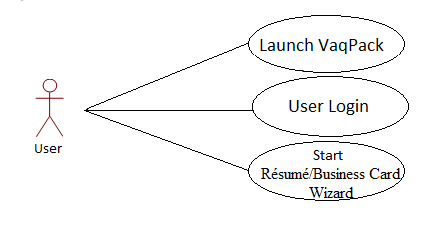 Launch VaqPack
User Login
User
Start
Résumé/Business Card
Wizard